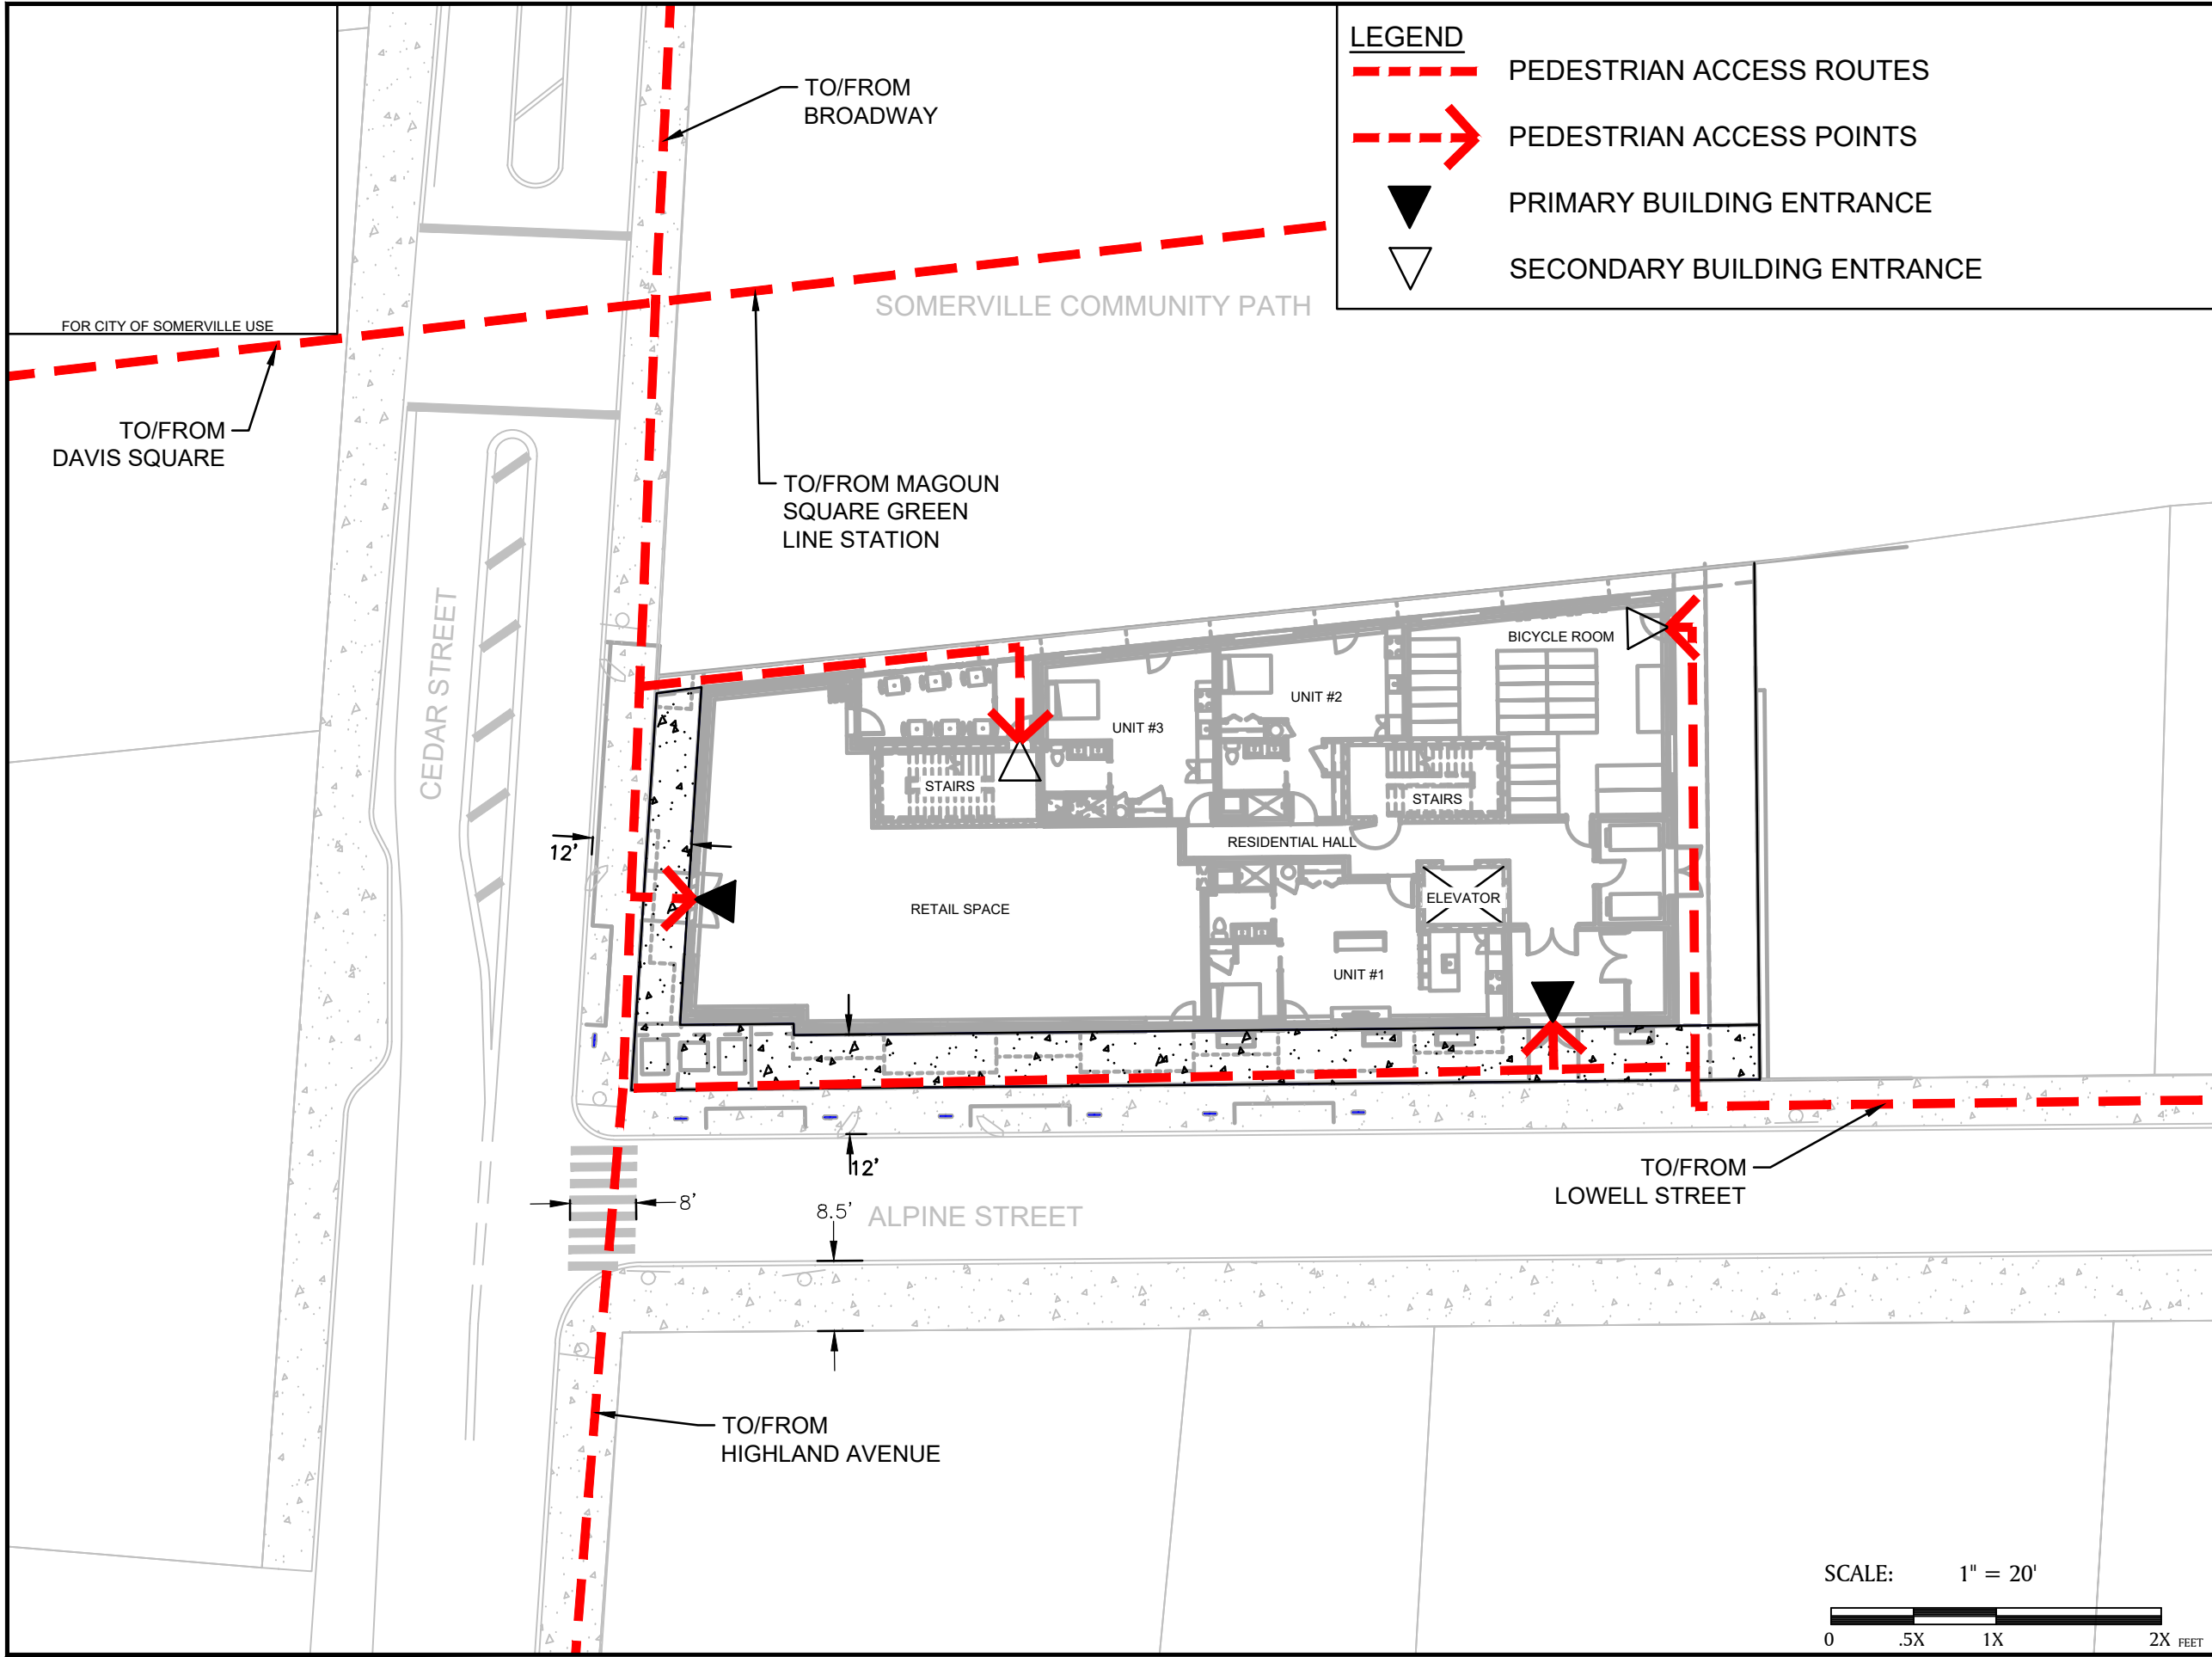 LEGEND
PEDESTRIAN ACCESS ROUTES
PEDESTRIAN ACCESS POINTS
PRIMARY BUILDING ENTRANCE
SECONDARY BUILDING ENTRANCE
TO/FROM
BROADWAY
SOMERVILLE COMMUNITY PATH
FOR CITY OF SOMERVILLE USE
TO/FROM
DAVIS SQUARE
TO/FROM MAGOUN
SQUARE GREEN
LINE STATION
CEDAR STREET
BICYCLE ROOM
UNIT #2
UNIT #3
STAIRS
STAIRS
12'
RESIDENTIAL HALL
ELEVATOR
RETAIL SPACE
UNIT #1
12'
TO/FROM
LOWELL STREET
8'
8.5'
ALPINE STREET
TO/FROM
HIGHLAND AVENUE
SCALE: 1" = 20'
0 .5X 1X 2X FEET